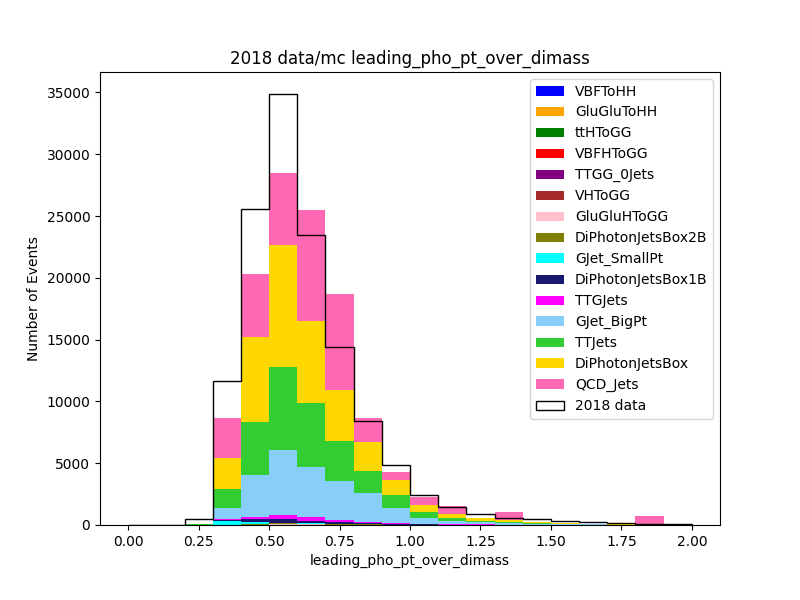 2018 data/mc leading_pho_pt_over_dimass
Number of Events
35000
30000
25000
20000
15000
10000
5000
0
0.00 0.25 0.50 0.75 1.00 1.25 1.50 1.75 2.00
leading_pho_pt_over_dimass
VBFToHH
GluGluToHH
ttHToGG
VBFHToGG
TTGG_0Jets
VHToGG
GluGluHToGG
DiPhotonJetsBox2B
GJet_SmallPt
DiPhotonJetsBox1B
TTGJets
GJet_BigPt
TTJets
DiPhotonJetsBox
QCD_Jets
2018 data